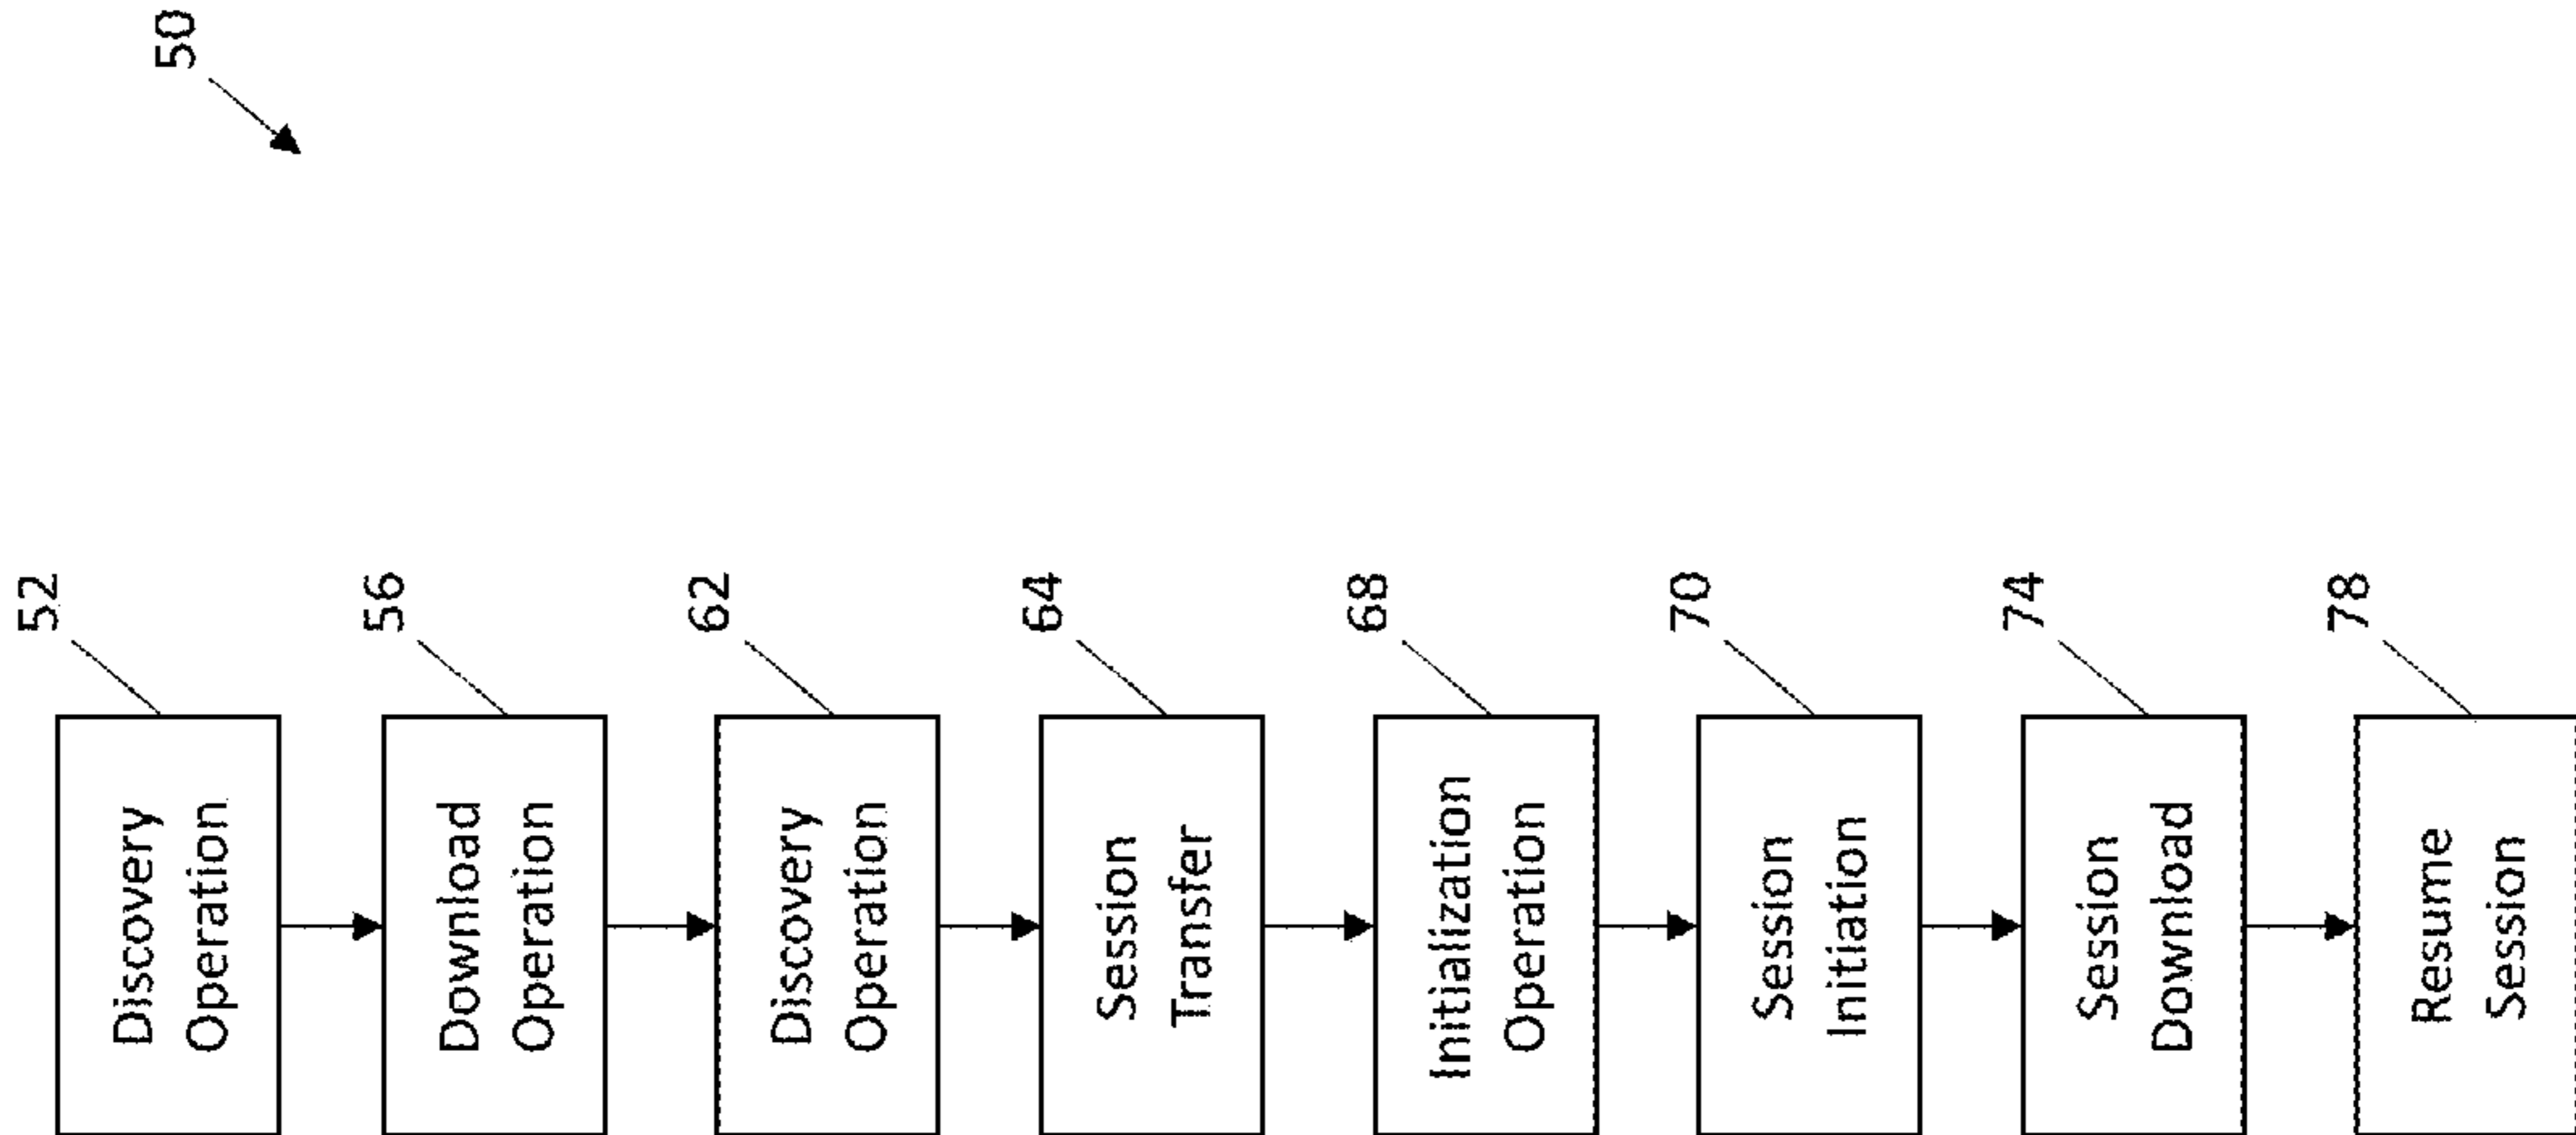 50
52
Discovery
Operation
56
Download
Operation
62
Discovery
Operation
64
Session
Transfer
68
Initialization
Operation
70
Session
Initiation
74
Session
Download
78
Resume
Session